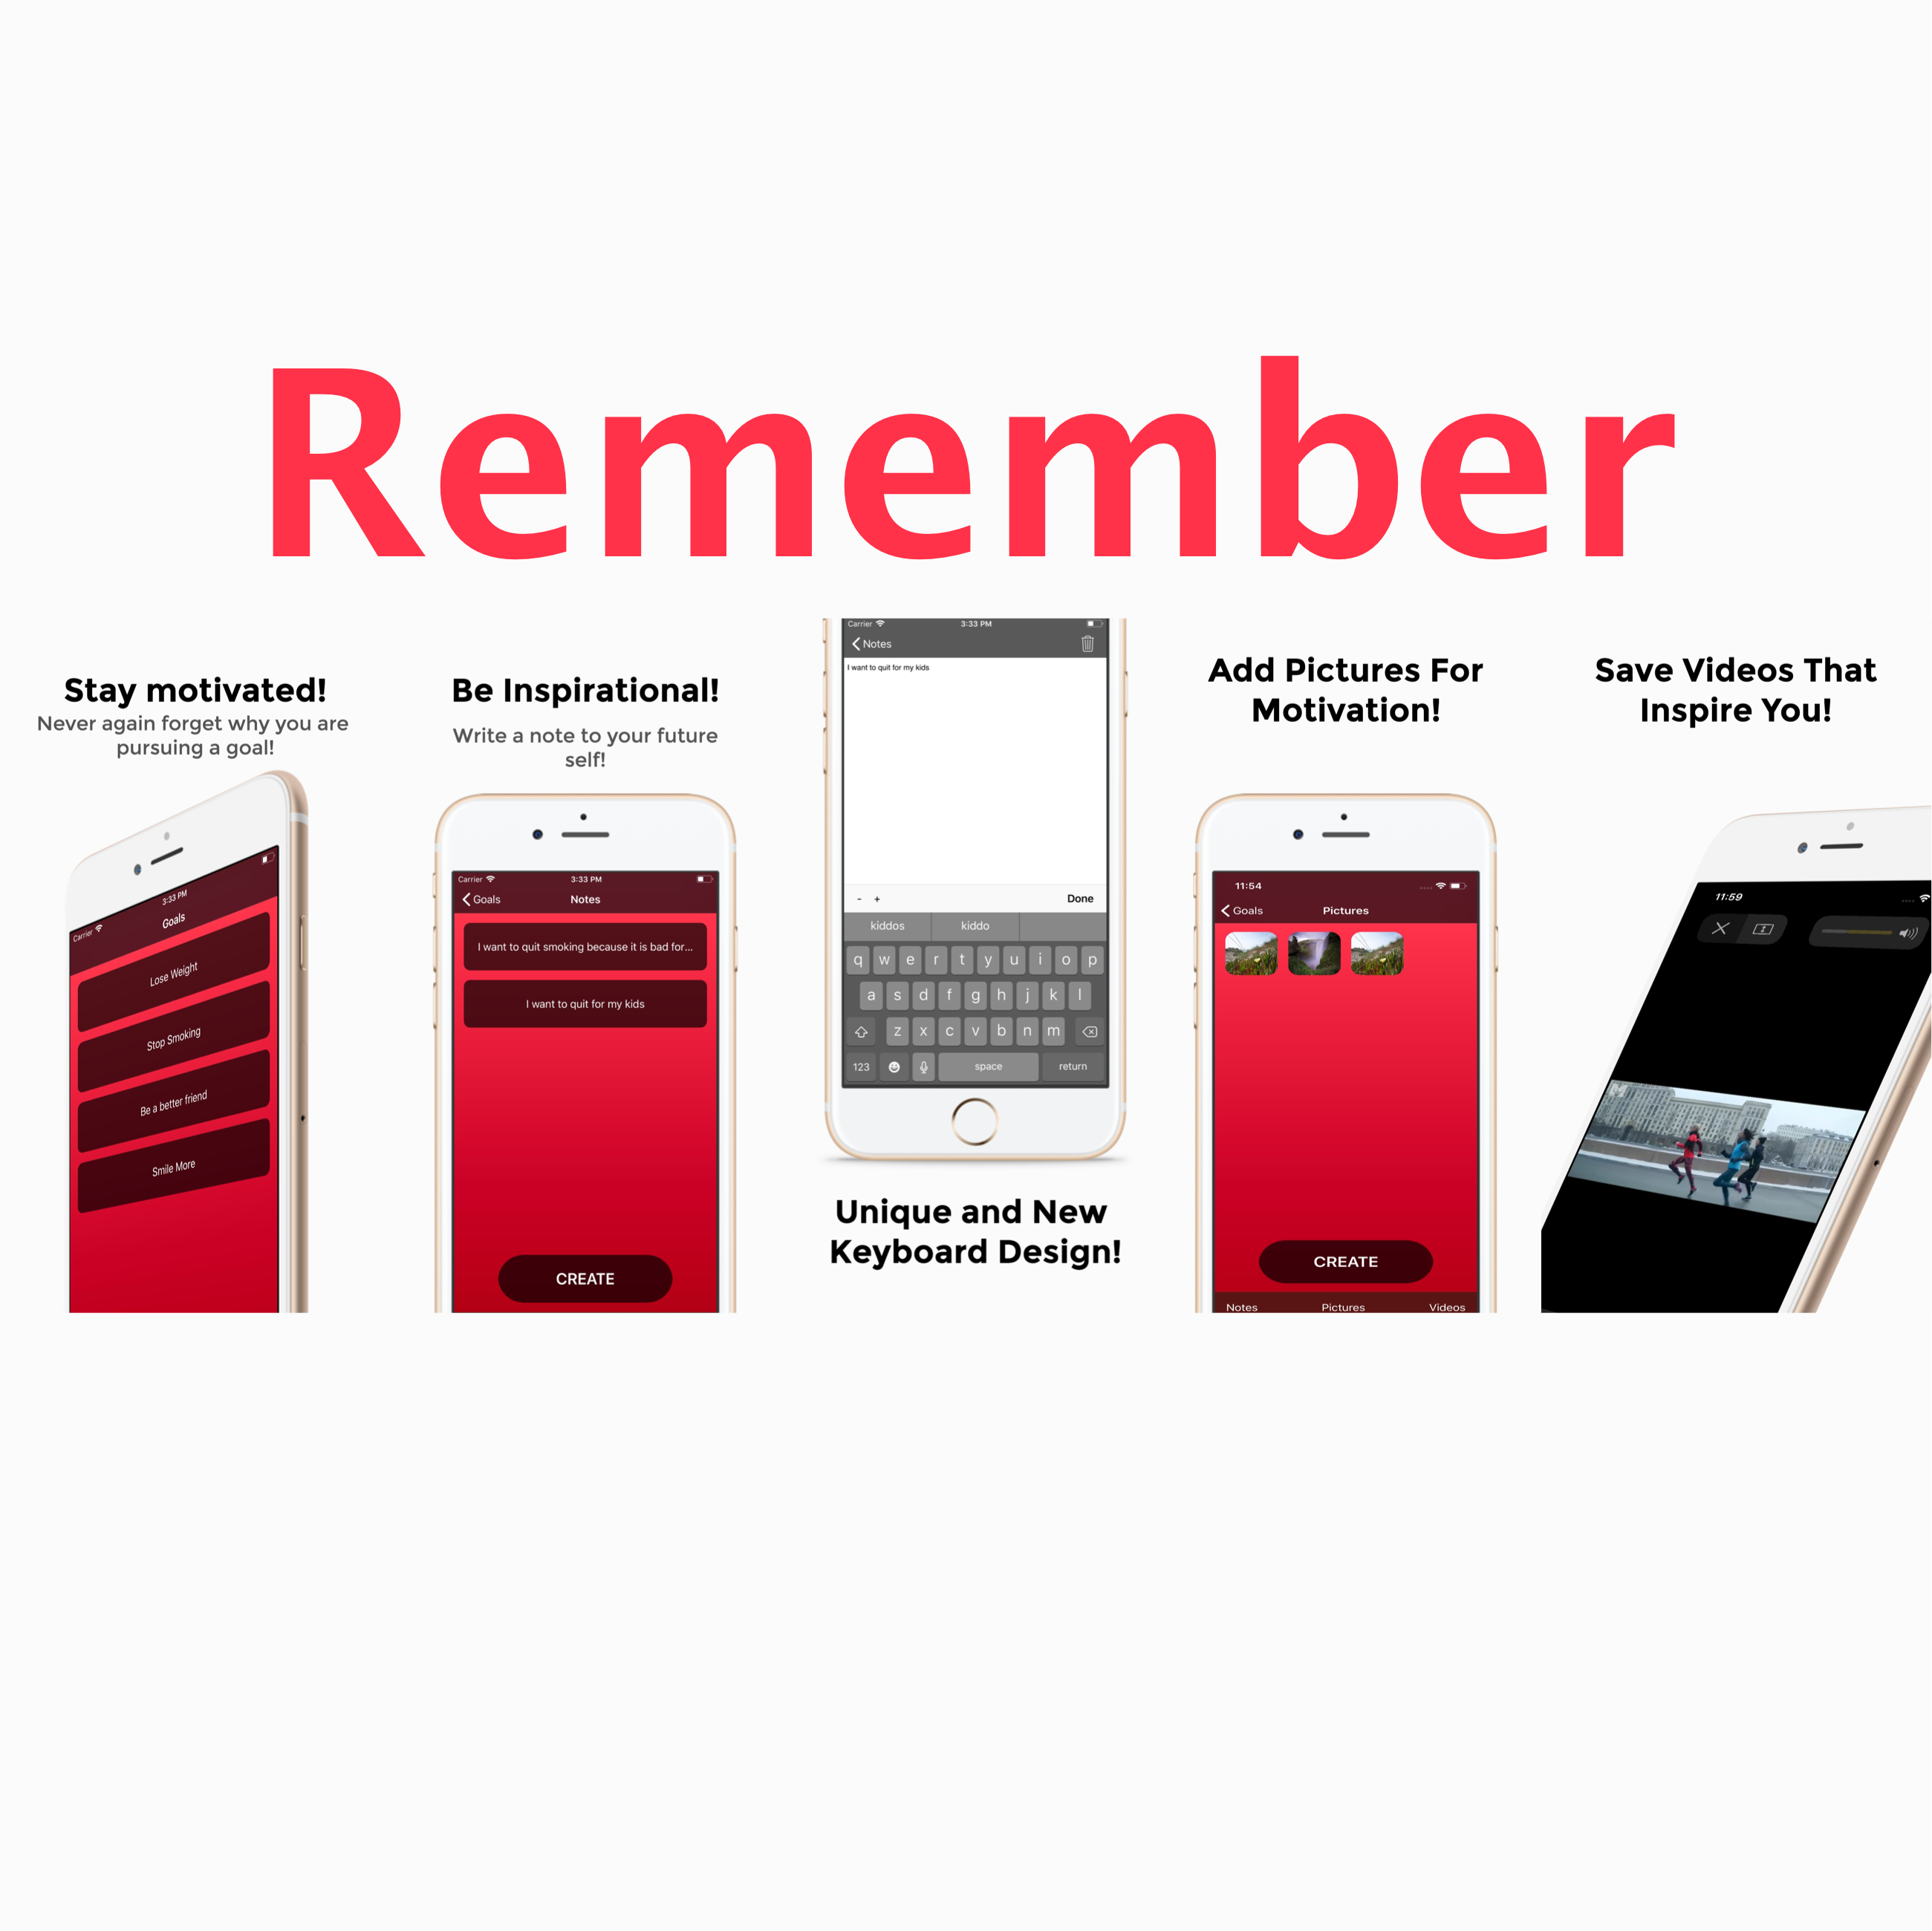 Remember
Stay motivated!
Never again forget why you are
pursuing a goal!
Carrier
3:33 PM
Goals
Lose Weight
Stop Smoking
Be a better friend
Smile More
Be Inspirational!
Write a note to your future
self!
Carrier 3:33 PM
Goals Notes
I want to quit smoking because it is bad for...
I want to quit for my kids
CREATE
Carrier 3:33 PM
Notes
I want to quit for my kids
- + Done
kiddos kiddo
q w e r t y u i o p
a s d f g h j k l
z x c v b n m
123 space return
Unique and New
Keyboard Design!
Add Pictures For
Motivation!
11:54
Goals Pictures
CREATE
Notes Pictures Videos
Save Videos That
Inspire You!
11:59